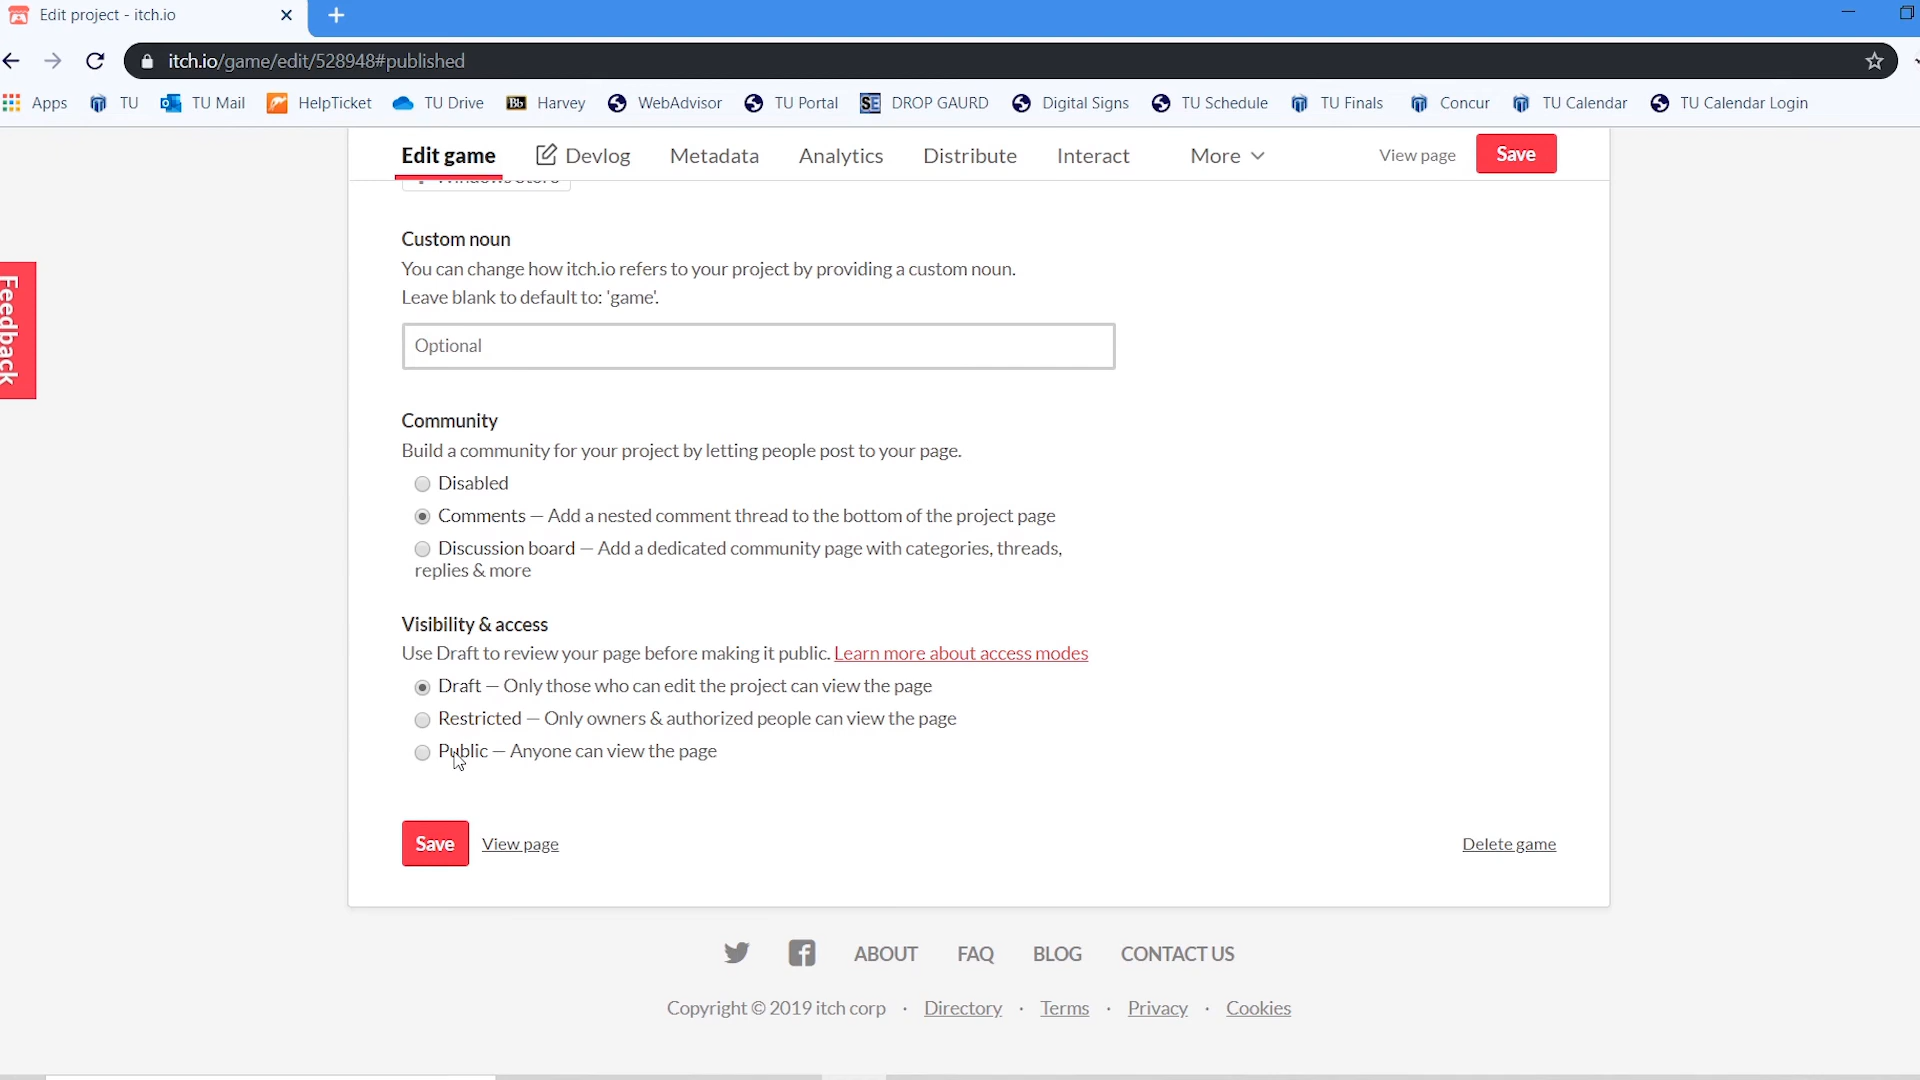 Edit project - itch.io
itch.io/game/edit/528948#published
Apps TU TU Mail HelpTicket TU Drive Bb Harvey WebAdvisor TU Portal SE DROP GAURD Digital Signs TU Schedule TU Finals Concur TU Calendar TU Calendar Login
Edit game Devlog Metadata Analytics Distribute Interact More View page Save
Windows Store
Feedback
Custom noun
You can change how itch.io refers to your project by providing a custom noun.
Leave blank to default to: 'game'.
Optional
Community
Build a community for your project by letting people post to your page.
Disabled
Comments — Add a nested comment thread to the bottom of the project page
Discussion board — Add a dedicated community page with categories, threads,
replies & more
Visibility & access
Use Draft to review your page before making it public. Learn more about access modes
Draft — Only those who can edit the project can view the page
Restricted — Only owners & authorized people can view the page
Public — Anyone can view the page
Save View page Delete game
ABOUT FAQ BLOG CONTACT US
Copyright © 2019 itch corp · Directory · Terms · Privacy · Cookies